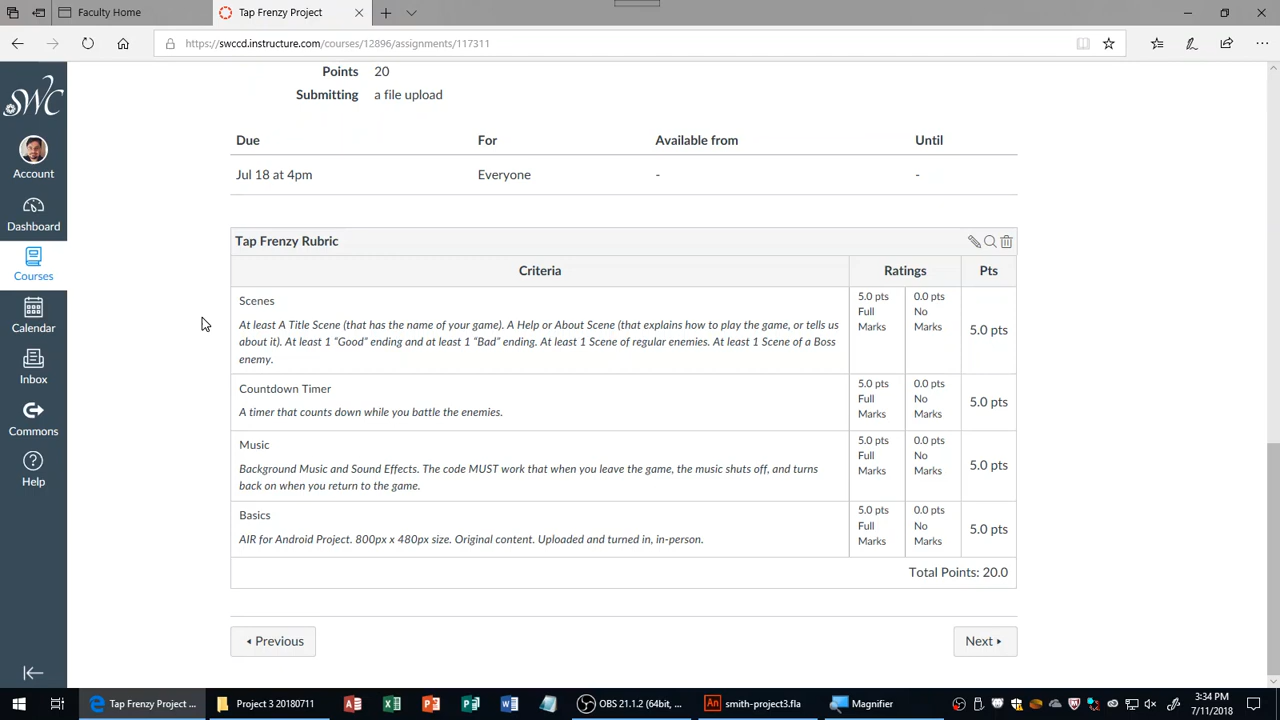 Faculty Home
Tap Frenzy Project
https://swccd.instructure.com/courses/12896/assignments/117311
SWC
Account
Dashboard
Courses
Calendar
Inbox
Commons
Help
Points 20
Submitting a file upload
Due For Available from Until
Jul 18 at 4pm Everyone - -
Tap Frenzy Rubric
Criteria Ratings Pts
Scenes
At least A Title Scene (that has the name of your game). A Help or About Scene (that explains how to play the game, or tells us
about it). At least 1 “Good” ending and at least 1 “Bad” ending. At least 1 Scene of regular enemies. At least 1 Scene of a Boss
enemy.
5.0 pts
Full
Marks
0.0 pts
No
Marks
5.0 pts
Countdown Timer
A timer that counts down while you battle the enemies.
5.0 pts
Full
Marks
0.0 pts
No
Marks
5.0 pts
Music
Background Music and Sound Effects. The code MUST work that when you leave the game, the music shuts off, and turns
back on when you return to the game.
5.0 pts
Full
Marks
0.0 pts
No
Marks
5.0 pts
Basics
AIR for Android Project. 800px x 480px size. Original content. Uploaded and turned in, in-person.
5.0 pts
Full
Marks
0.0 pts
No
Marks
5.0 pts
Total Points: 20.0
Previous
Next
Tap Frenzy Project ...
Project 3 20180711
OBS 21.1.2 (64bit, ...
An smith-project3.fla
Magnifier
3:34 PM
7/11/2018